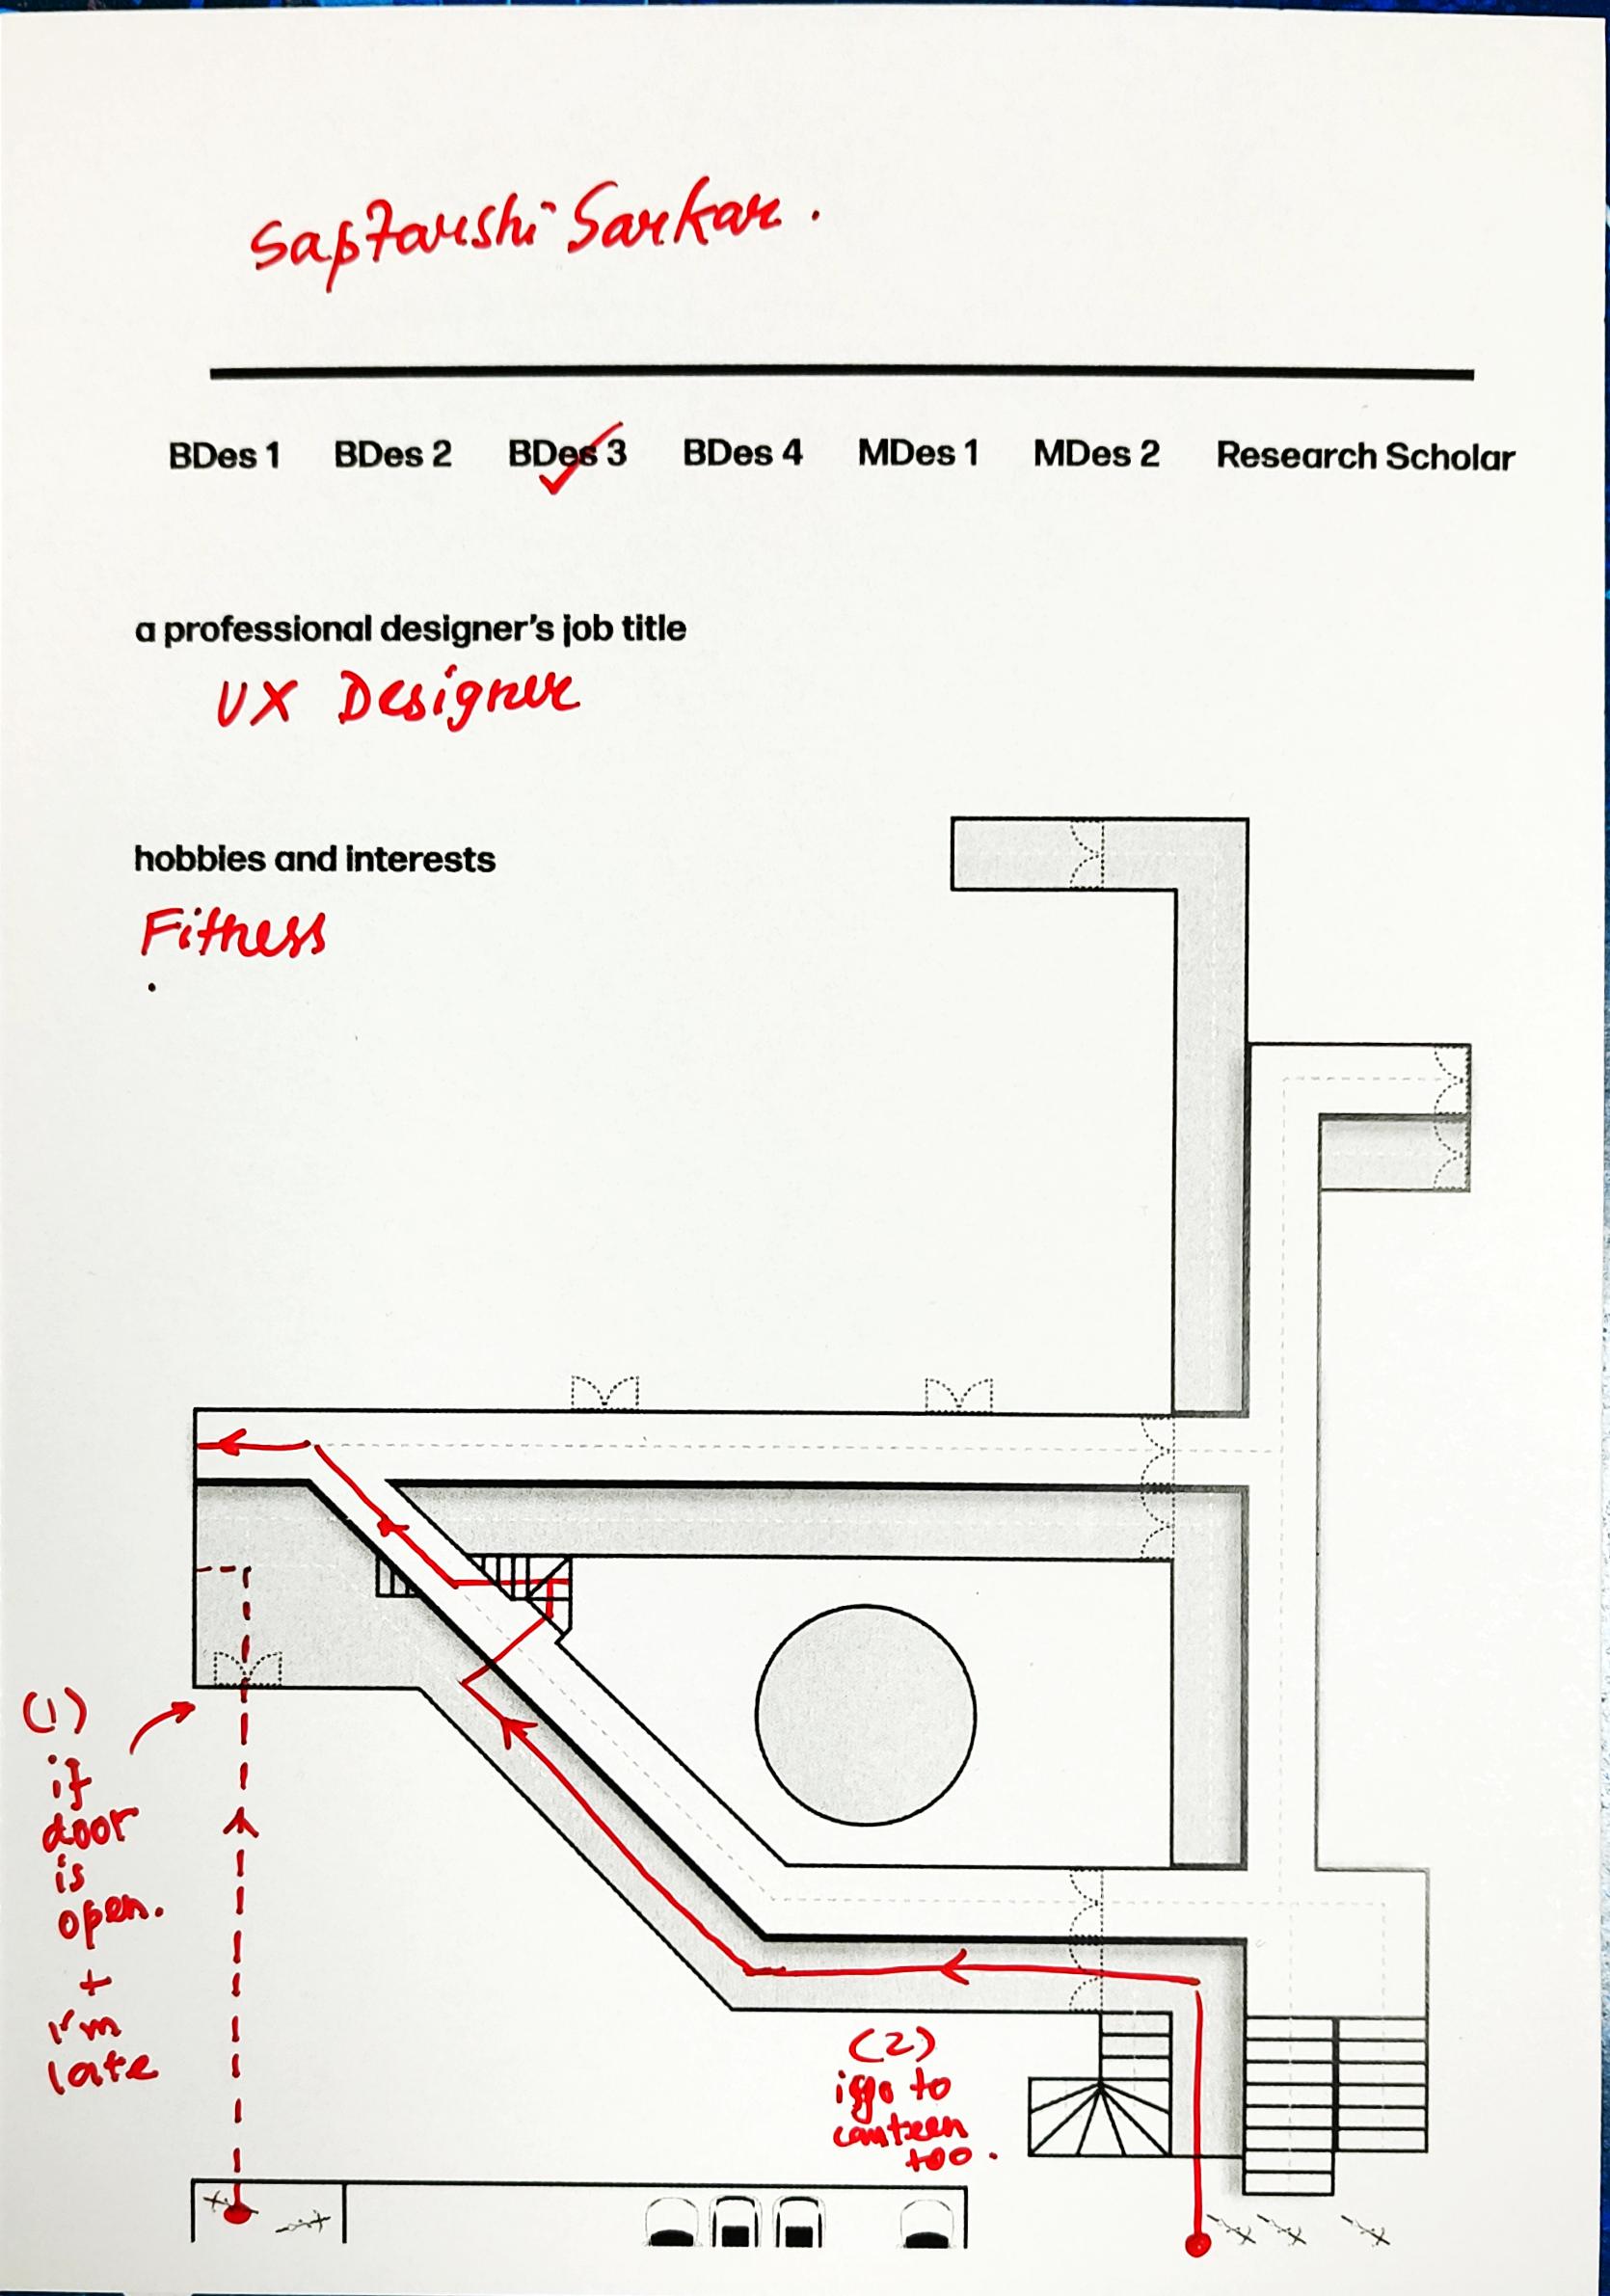 Saptarshi Sarkar.
BDes 1 BDes 2 BDes 3 BDes 4 MDes 1 MDes 2 Research Scholar
a professional designer's job title
UX Designer
hobbies and interests
Fitness
(1)
if
door
is
open.
+
I'm
late
(2)
go to
canteen
too.